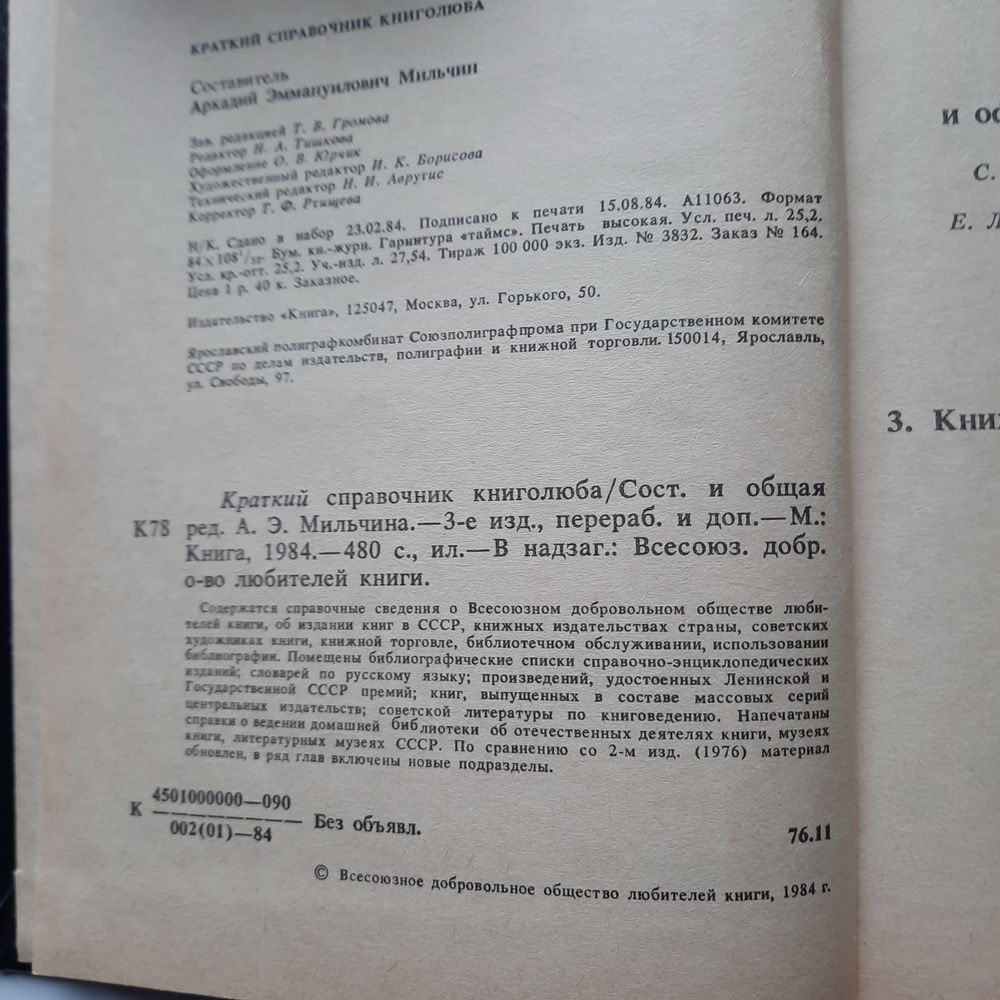 КРАТКИЙ СПРАВОЧНИК КНИГОЛЮБА
Составитель
Аркадий Эммануилович Мильчин
Зав. редакцией Т. В. Громова
Редактор Н. А. Тишкова
Оформление О. В. Юрчик
Художественный редактор И. К. Борисова
Технический редактор Н. И. Аврутис
Корректор Т. Ф. Ртищева
Н/К. Сдано в набор 23.02.84. Подписано к печати 15.08.84. А11063. Формат
84×108¹/₃₂. Бум. кн.-журн. Гарнитура «таймс». Печать высокая. Усл. печ. л. 25,2.
Усл. кр.-отт. 25,2. Уч.-изд. л. 27,54. Тираж 100 000 экз. Изд. № 3832. Заказ № 164.
Цена 1 р. 40 к. Заказное.
Издательство «Книга», 125047, Москва, ул. Горького, 50.
Ярославский полиграфкомбинат Союзполиграфпрома при Государственном комитете
СССР по делам издательств, полиграфии и книжной торговли. 150014, Ярославль,
ул. Свободы, 97.
Краткий справочник книголюба/Сост. и общая
К78 ред. А. Э. Мильчина.—3-е изд., перераб. и доп.—М.:
Книга, 1984.—480 с., ил.—В надзаг.: Всесоюз. добр.
о-во любителей книги.
Содержатся справочные сведения о Всесоюзном добровольном обществе люби-
телей книги, об издании книг в СССР, книжных издательствах страны, советских
художниках книги, книжной торговле, библиотечном обслуживании, использовании
библиографии. Помещены библиографические списки справочно-энциклопедических
изданий; словарей по русскому языку; произведений, удостоенных Ленинской и
Государственной СССР премий; книг, выпущенных в составе массовых серий
центральных издательств; советской литературы по книговедению. Напечатаны
справки о ведении домашней библиотеки об отечественных деятелях книги, музеях
книги, литературных музеях СССР. По сравнению со 2-м изд. (1976) материал
обновлен, в ряд глав включены новые подразделы.
К 4501000000—090
002(01)—84 Без объявл.
76.11
© Всесоюзное добровольное общество любителей книги, 1984 г.
и ос
С.
Е. Л
3. Кни